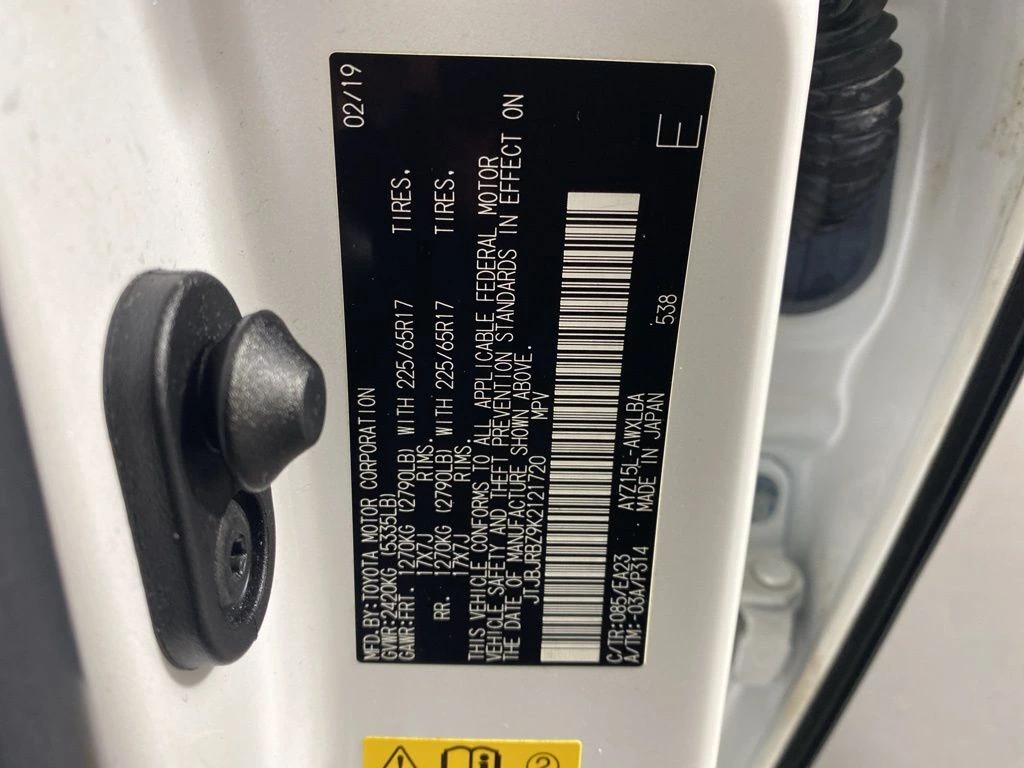 MFD.BY:TOYOTA MOTOR CORPORATION 02/19
GVWR:2420KG (5335LB)
GAWR:FRT. 1270KG (2790LB) WITH 225/65R17 TIRES,
17X7J RIMS.
RR. 1270KG (2790LB) WITH 225/65R17 TIRES,
17X7J RIMS.
THIS VEHICLE CONFORMS TO ALL APPLICABLE FEDERAL MOTOR
VEHICLE SAFETY AND THEFT PREVENTION STANDARDS IN EFFECT ON
THE DATE OF MANUFACTURE SHOWN ABOVE.
JTJBJRBZ9K2121720 MPV
C/TR:085/EA23 AYZ15L-AWXLBA 538
A/TM:-03A/P314 MADE IN JAPAN
E